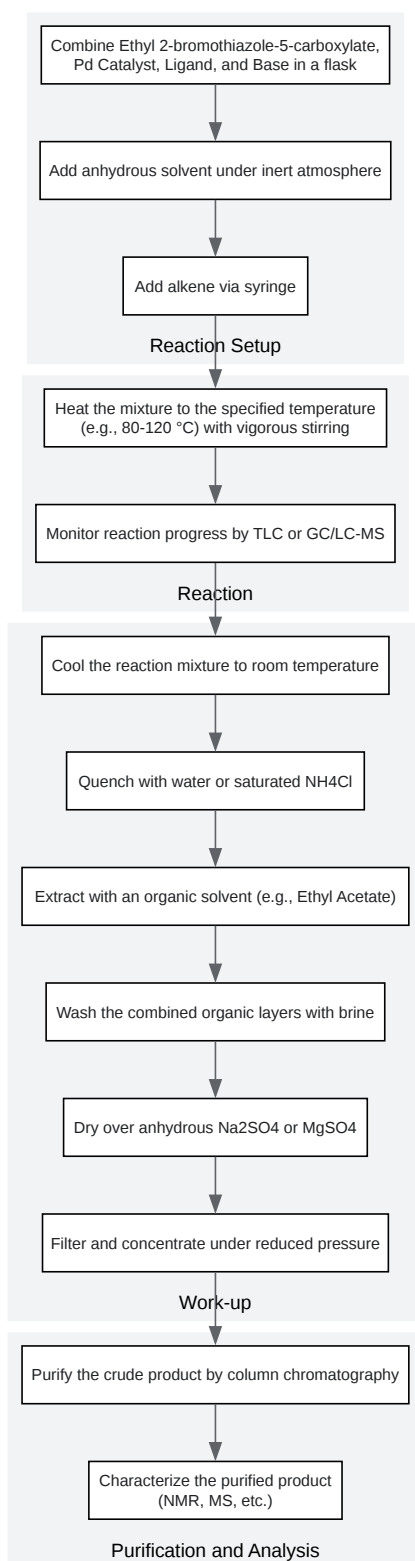 Combine Ethyl 2-bromothiazole-5-carboxylate,
Pd Catalyst, Ligand, and Base in a flask
Add anhydrous solvent under inert atmosphere
Add alkene via syringe
Reaction Setup
Heat the mixture to the specified temperature
(e.g., 80-120 °C) with vigorous stirring
Monitor reaction progress by TLC or GC/LC-MS
Reaction
Cool the reaction mixture to room temperature
Quench with water or saturated NH4Cl
Extract with an organic solvent (e.g., Ethyl Acetate)
Wash the combined organic layers with brine
Dry over anhydrous Na2SO4 or MgSO4
Filter and concentrate under reduced pressure
Work-up
Purify the crude product by column chromatography
Characterize the purified product
(NMR, MS, etc.)
Purification and Analysis